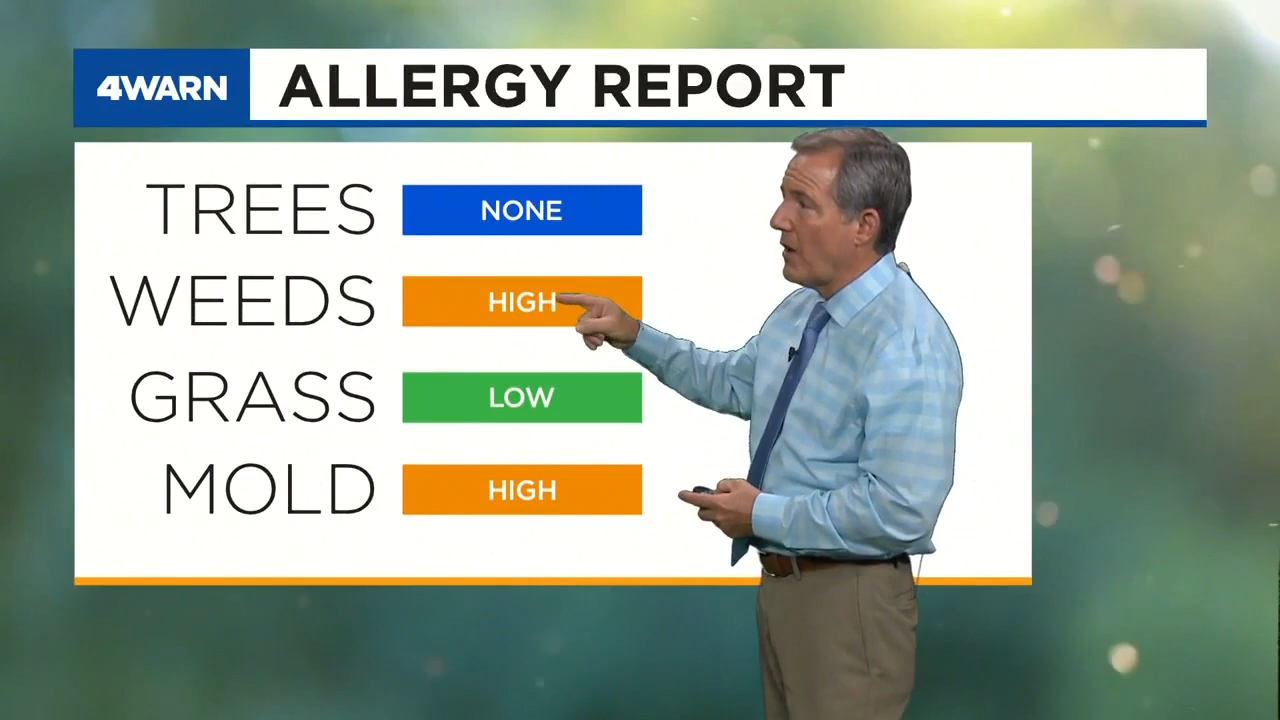 4WARN ALLERGY REPORT
TREES NONE
WEEDS HIGH
GRASS LOW
MOLD HIGH